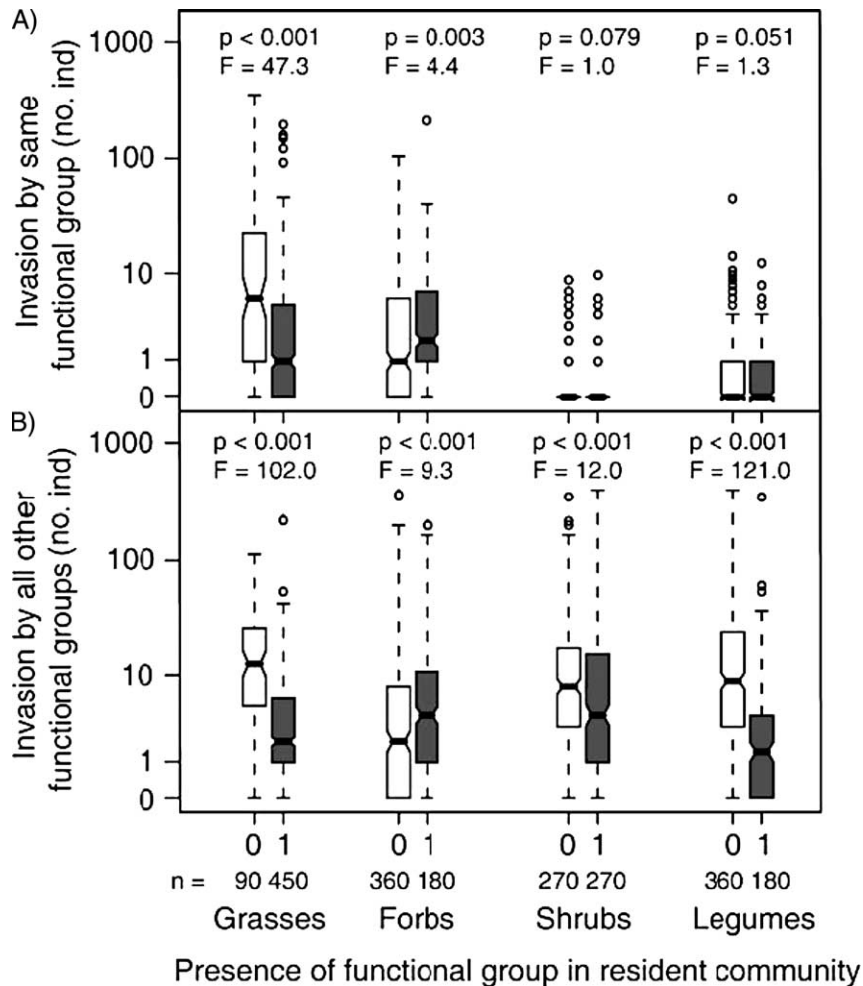 A)
p < 0.001 p = 0.003 p = 0.079 p = 0.051
F = 47.3 F = 4.4 F = 1.0 F = 1.3
Invasion by same
functional group (no. ind)
1000
100
10
1
0
B)
p < 0.001 p < 0.001 p < 0.001 p < 0.001
F = 102.0 F = 9.3 F = 12.0 F = 121.0
Invasion by all other
functional groups (no. ind)
1000
100
10
1
0
0 1 0 1 0 1 0 1
n = 90 450 360 180 270 270 360 180
Grasses Forbs Shrubs Legumes
Presence of functional group in resident community